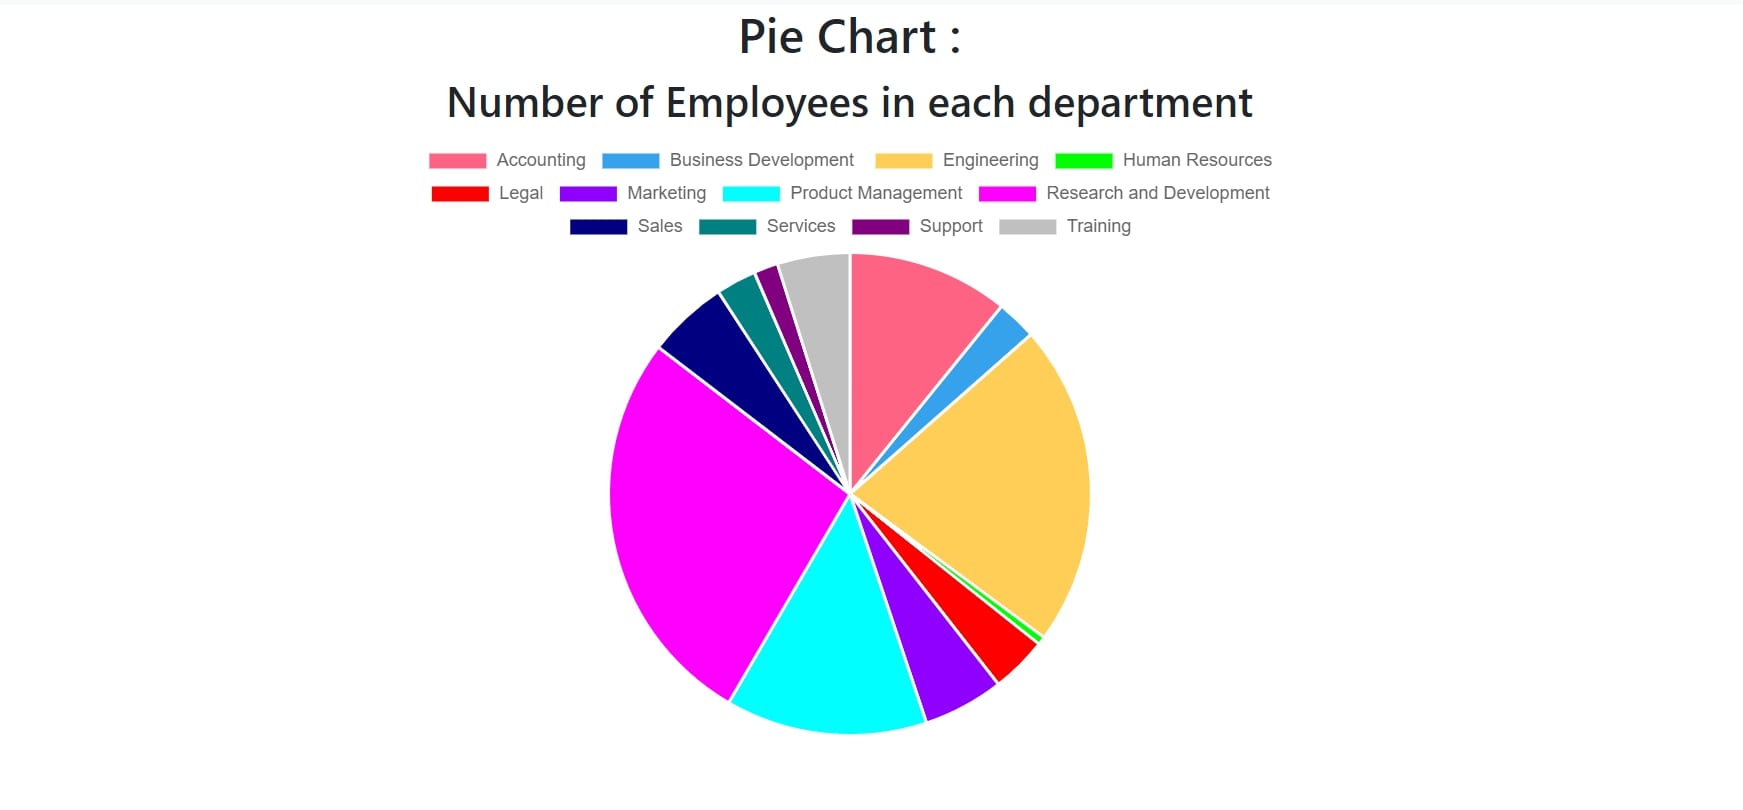 Pie Chart :
Number of Employees in each department
Accounting Business Development Engineering Human Resources
Legal Marketing Product Management Research and Development
Sales Services Support Training